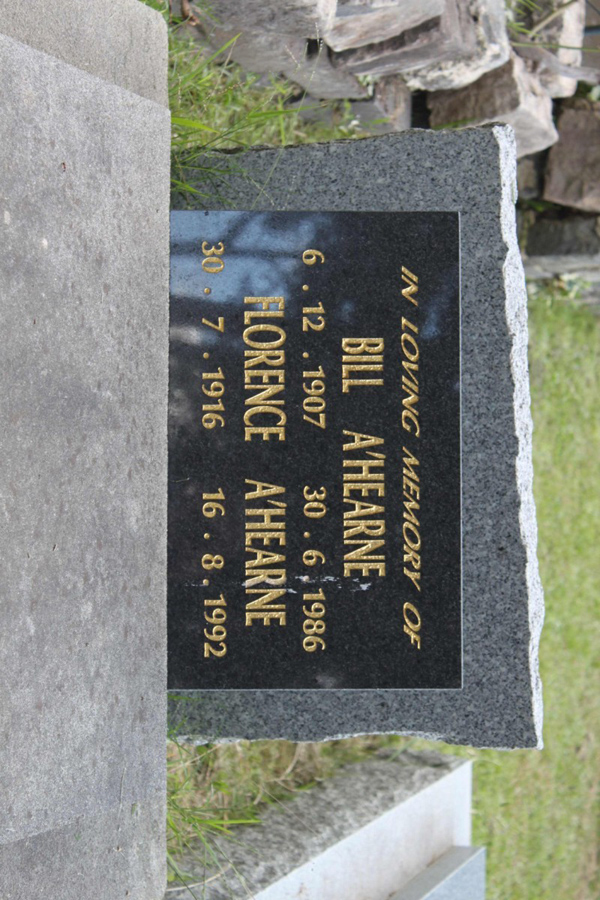 IN LOVING MEMORY OF
BILL A'HEARNE
6 . 12 . 1907 30 . 6 . 1986
FLORENCE A'HEARNE
30 . 7 . 1916 16 . 8 . 1992